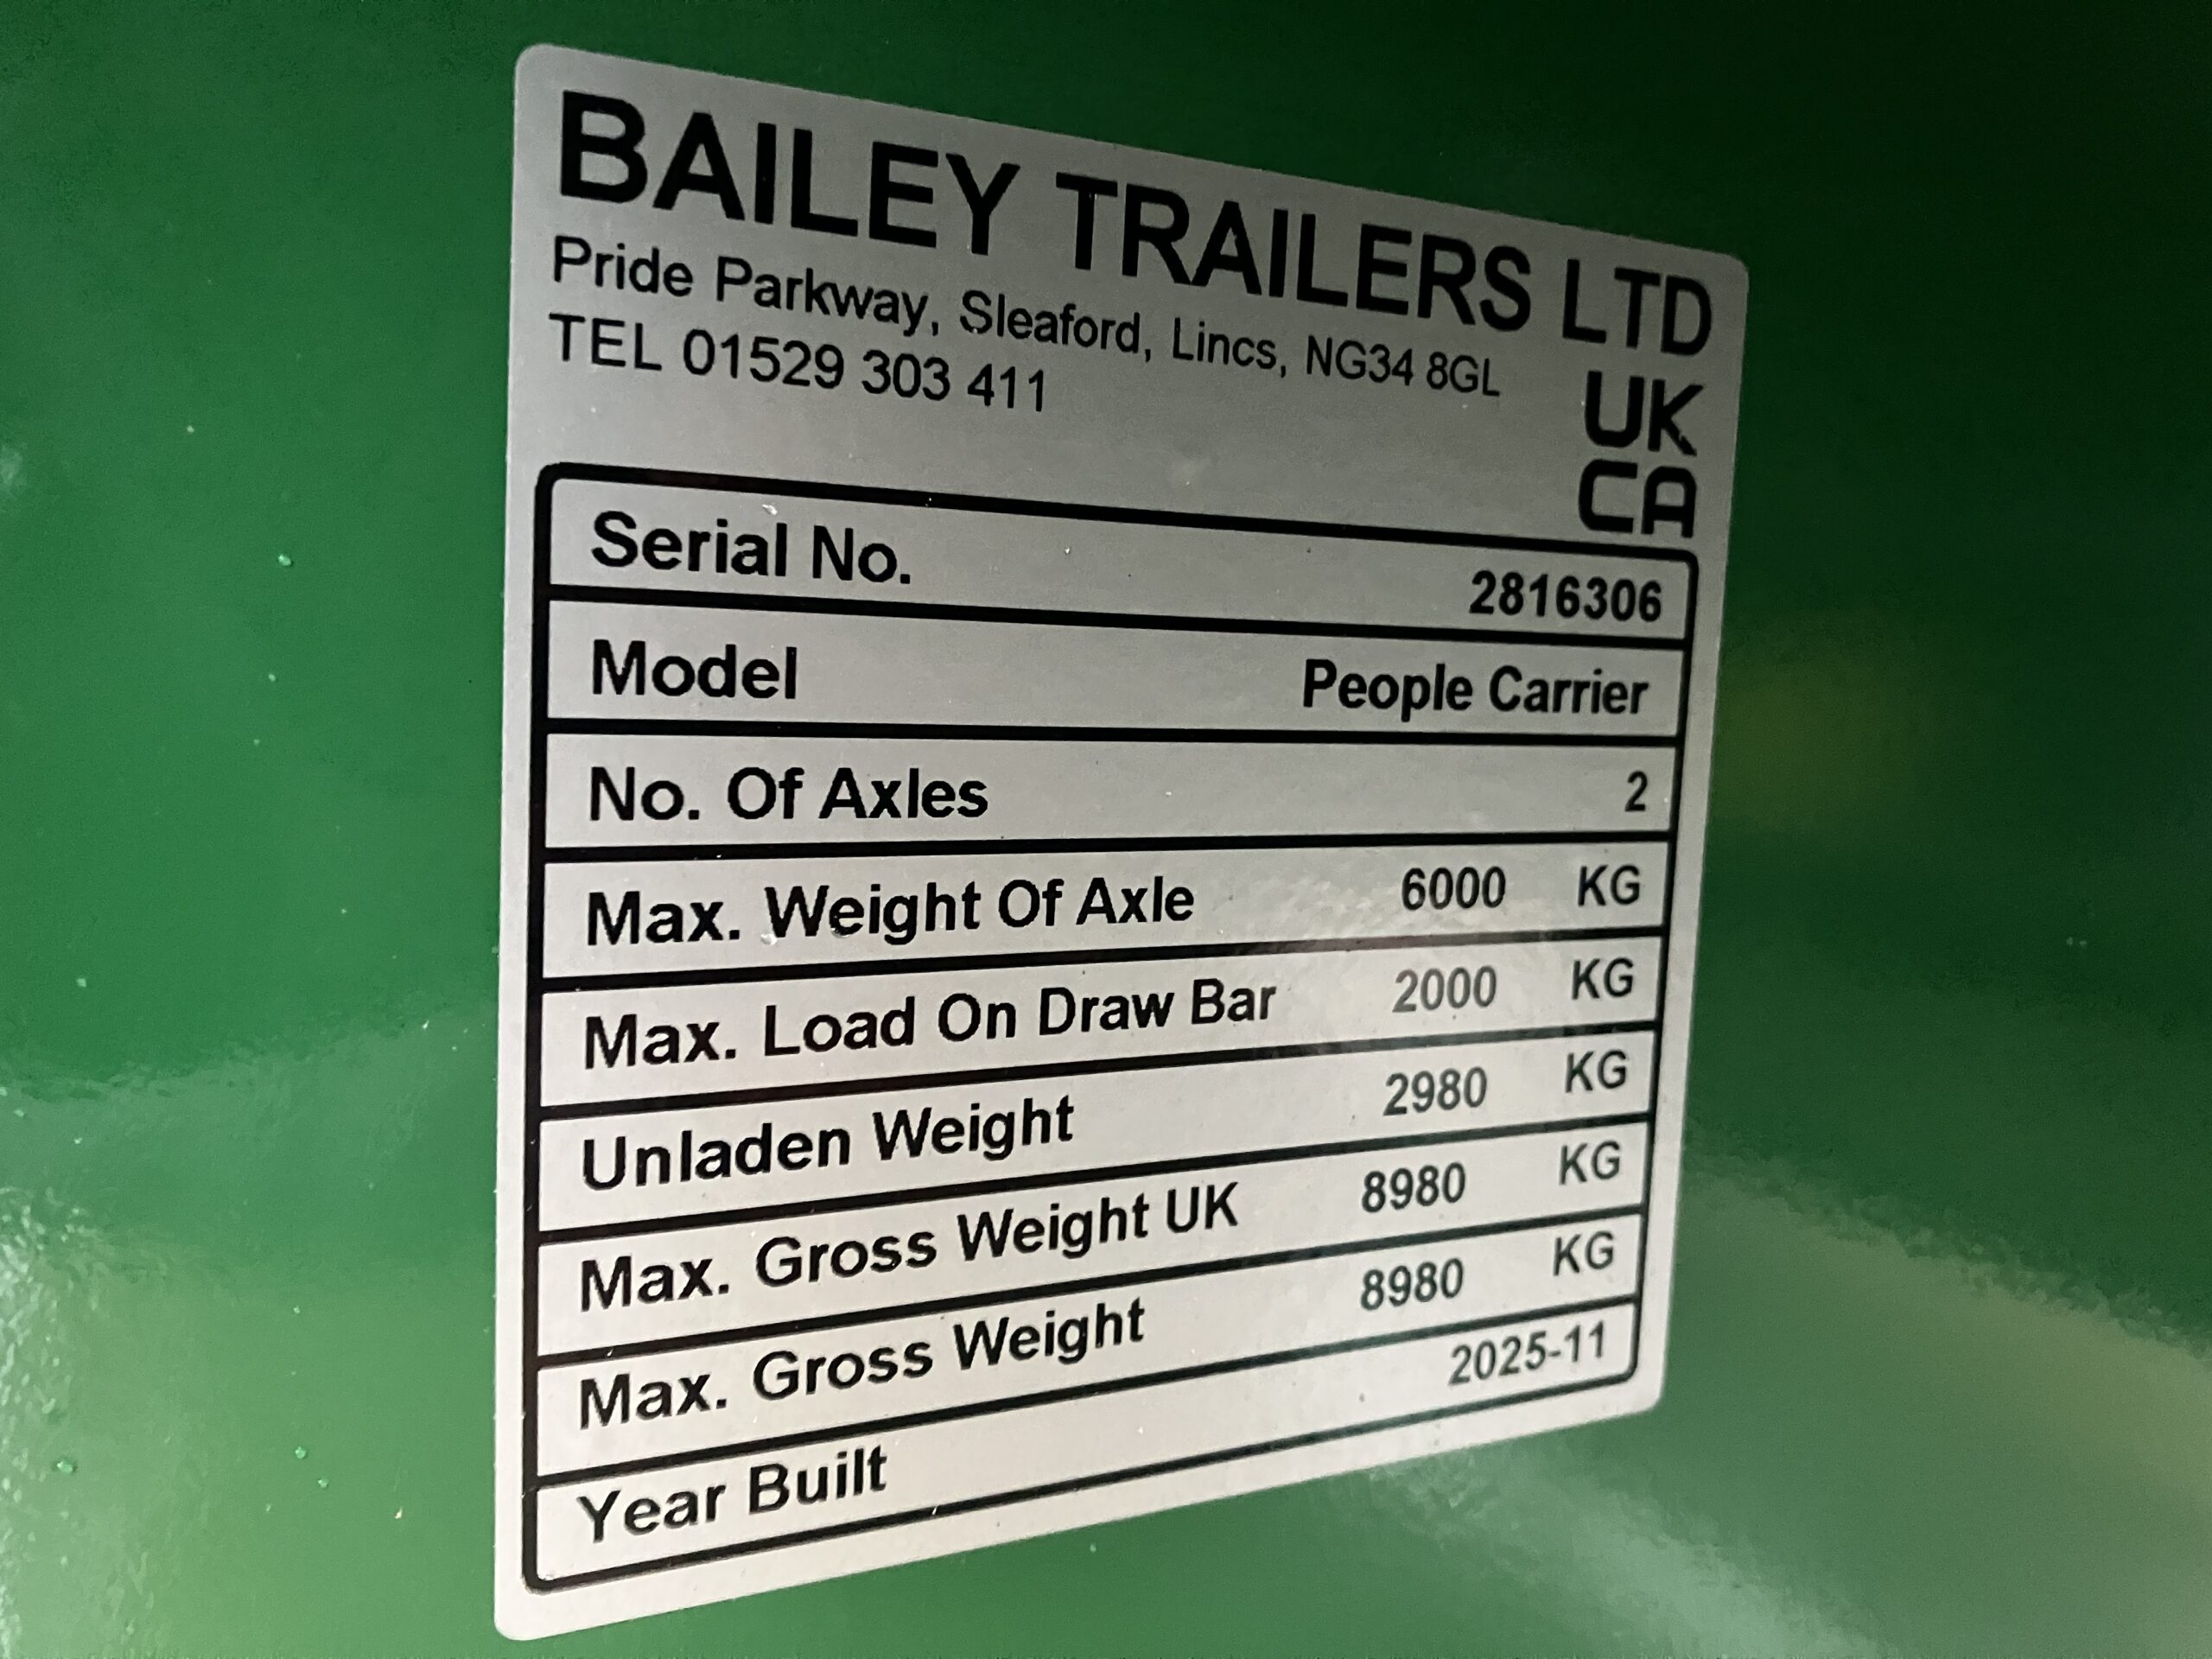 BAILEY TRAILERS LTD
Pride Parkway, Sleaford, Lincs, NG34 8GL
TEL 01529 303 411
UK
CA
Serial No. 2816306
Model People Carrier
No. Of Axles 2
Max. Weight Of Axle 6000 KG
Max. Load On Draw Bar 2000 KG
Unladen Weight 2980 KG
Max. Gross Weight UK 8980 KG
Max. Gross Weight 8980 KG
Year Built 2025-11